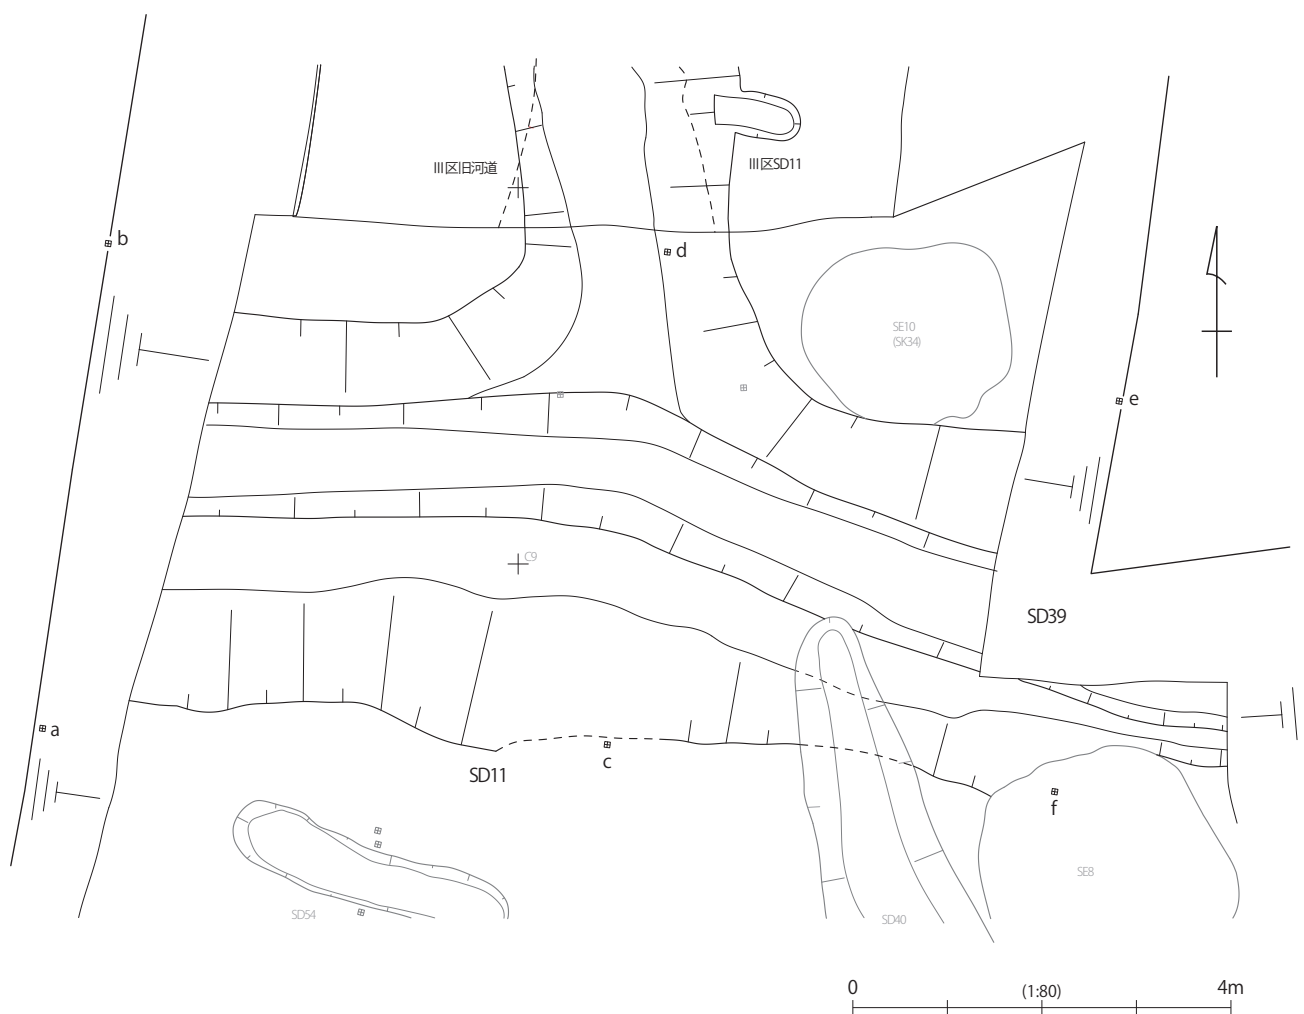 III区旧河道
III区SD11
b
d
SE10
(SK34)
e
C9
SD39
a
SD11
c
f
SE8
SD54
SD40
0
(1:80)
4m